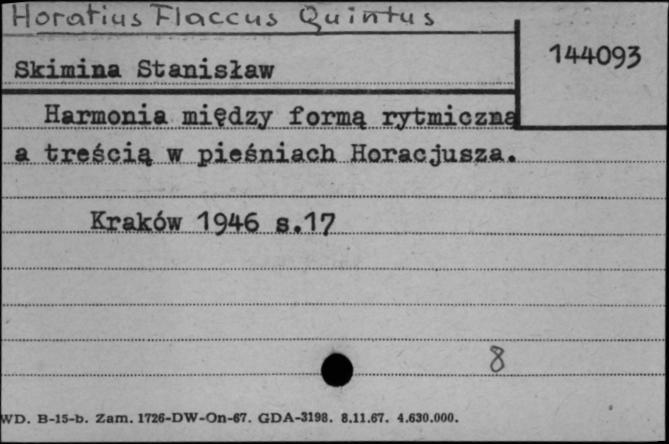 Horatius Flaccus Quintus
144093
Skimina Stanisław
Harmonia między formą rytmiczną
a treścią w pieśniach Horacjusza.
Kraków 1946 s.17
8
WD. B-15-b. Zam. 1726-DW-On-67. GDA-3198. 8.11.67. 4.630.000.